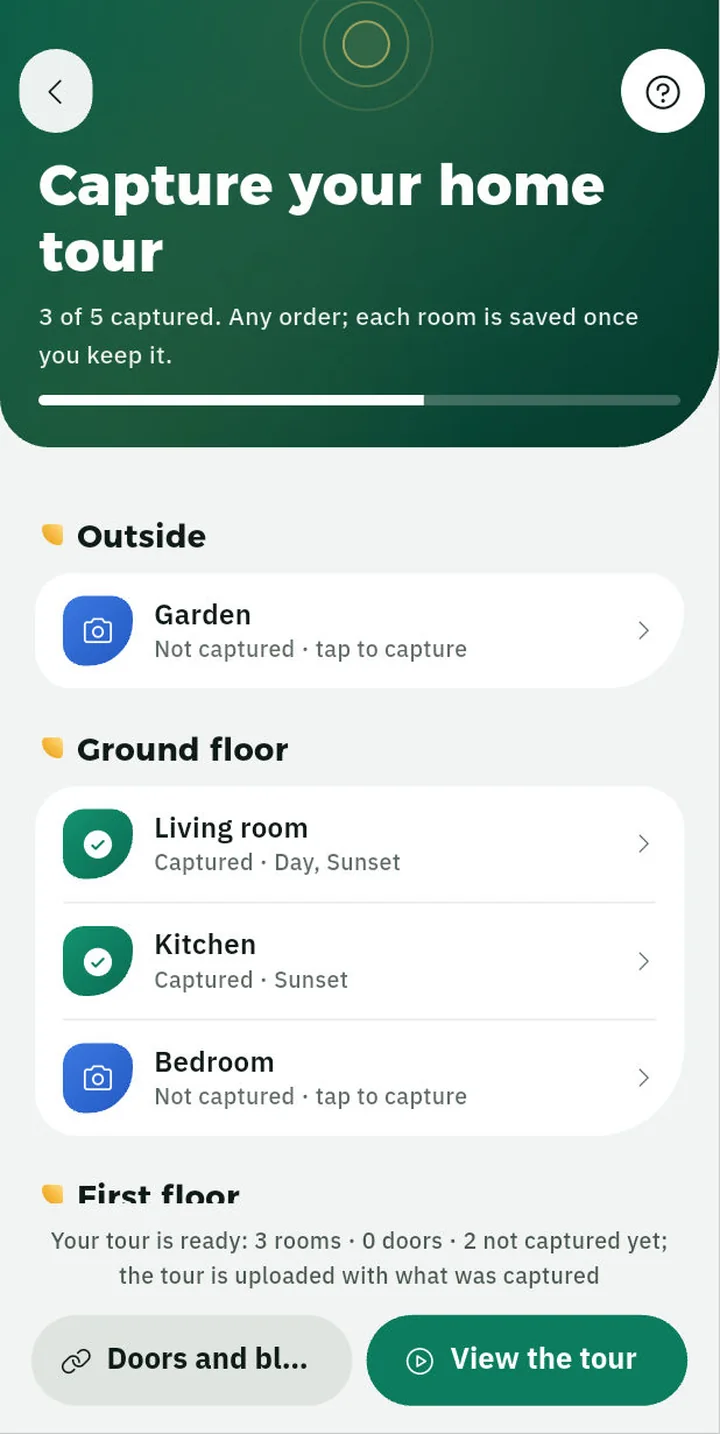 Capture your home
tour
3 of 5 captured. Any order; each room is saved once
you keep it.
Outside
Garden
Not captured · tap to capture
Ground floor
Living room
Captured · Day, Sunset
Kitchen
Captured · Sunset
Bedroom
Not captured · tap to capture
First floor
Your tour is ready: 3 rooms · 0 doors · 2 not captured yet;
the tour is uploaded with what was captured
Doors and bl...
View the tour